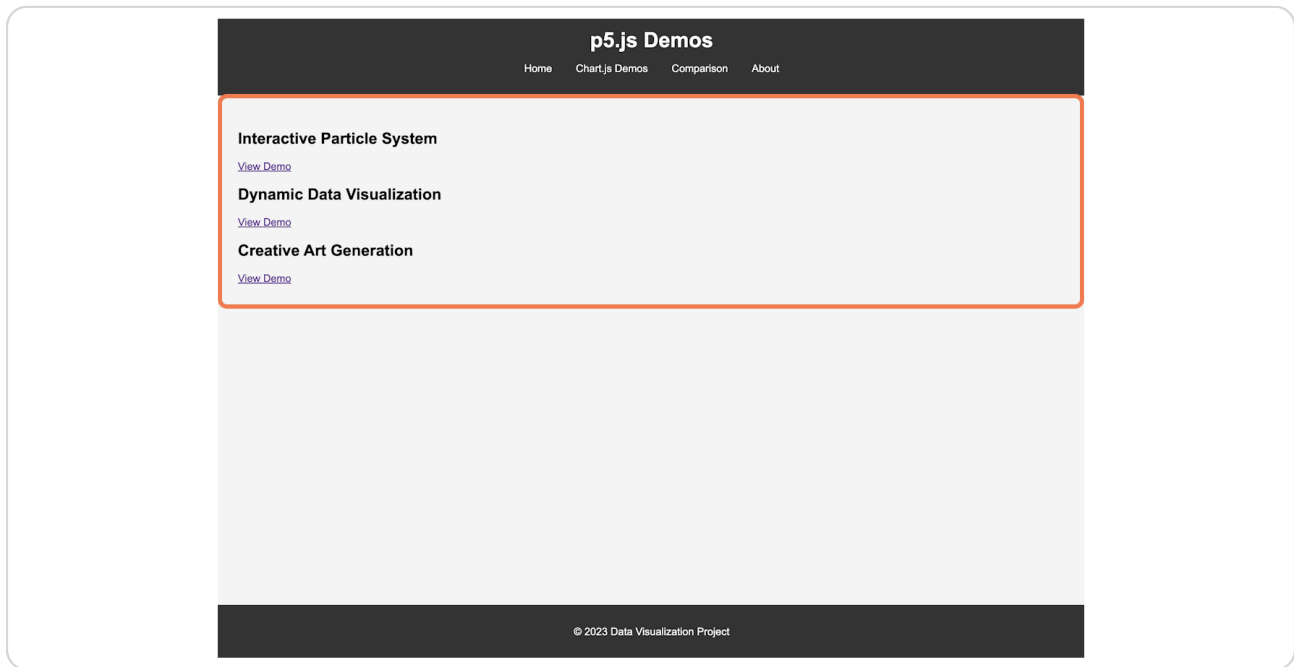 p5.js Demos
Home Chart.js Demos Comparison About
Interactive Particle System
View Demo
Dynamic Data Visualization
View Demo
Creative Art Generation
View Demo
© 2023 Data Visualization Project